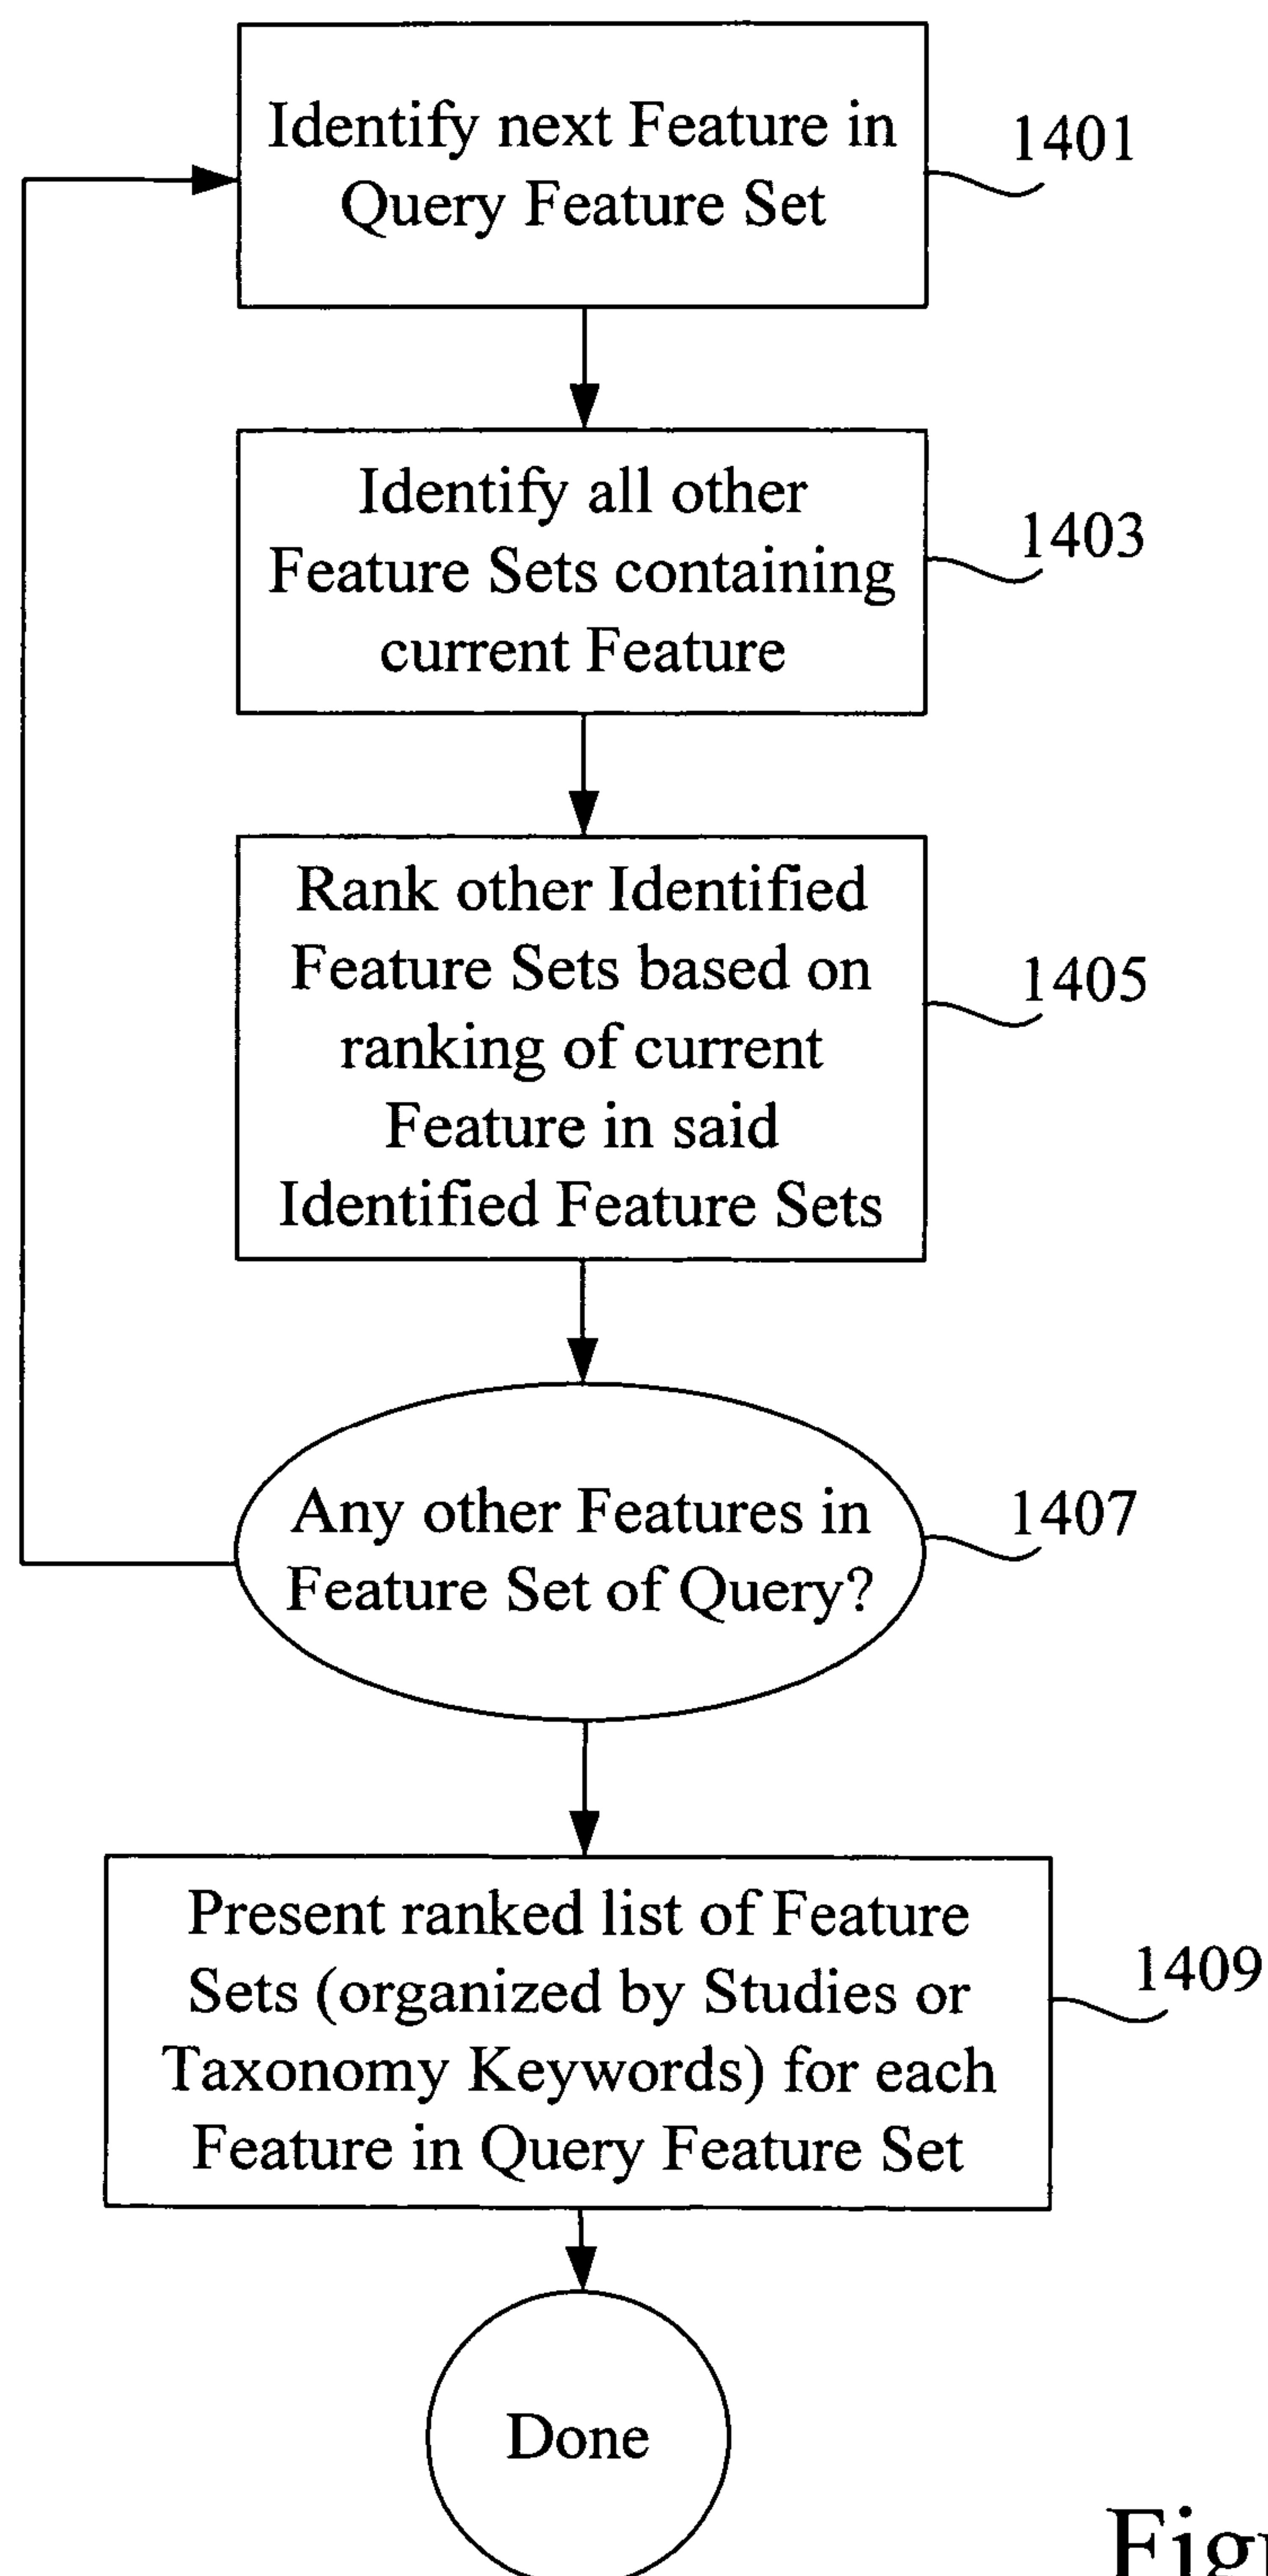 Identify next Feature in
Query Feature Set
1401
Identify all other
Feature Sets containing
current Feature
1403
Rank other Identified
Feature Sets based on
ranking of current
Feature in said
Identified Feature Sets
1405
Any other Features in
Feature Set of Query?
1407
Present ranked list of Feature
Sets (organized by Studies or
Taxonomy Keywords) for each
Feature in Query Feature Set
1409
Done